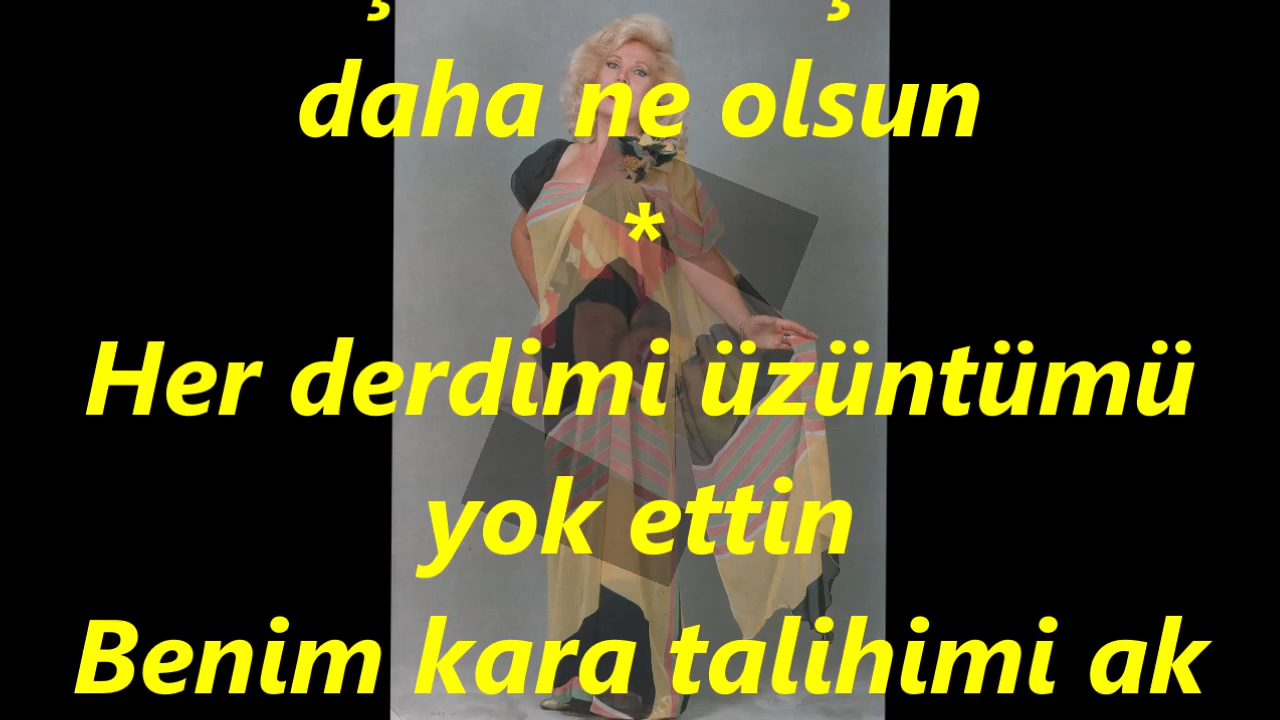 daha ne olsun
*
Her derdimi üzüntümü
yok ettin
Benim kara talihimi ak